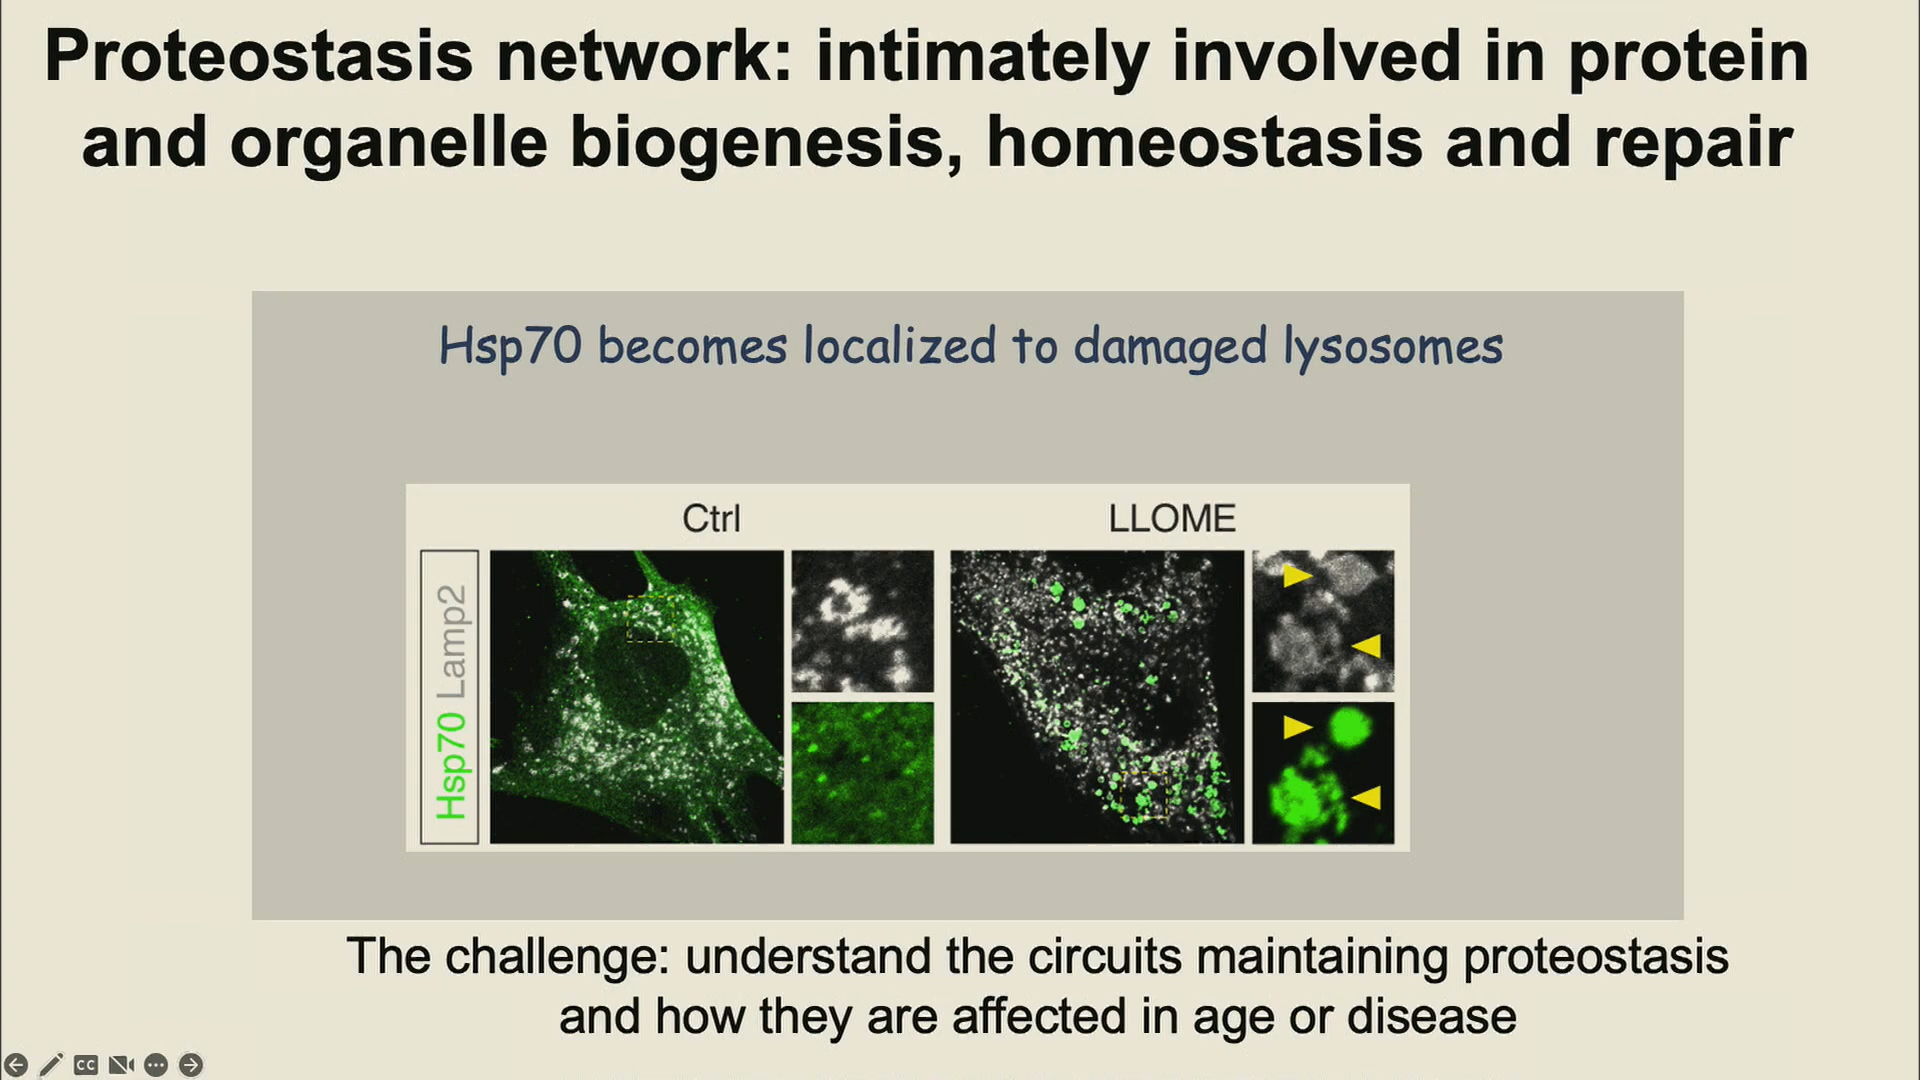 Proteostasis network: intimately involved in protein
and organelle biogenesis, homeostasis and repair
Hsp70 becomes localized to damaged lysosomes
Ctrl
LLOME
Hsp70 Lamp2
The challenge: understand the circuits maintaining proteostasis
and how they are affected in age or disease
CC